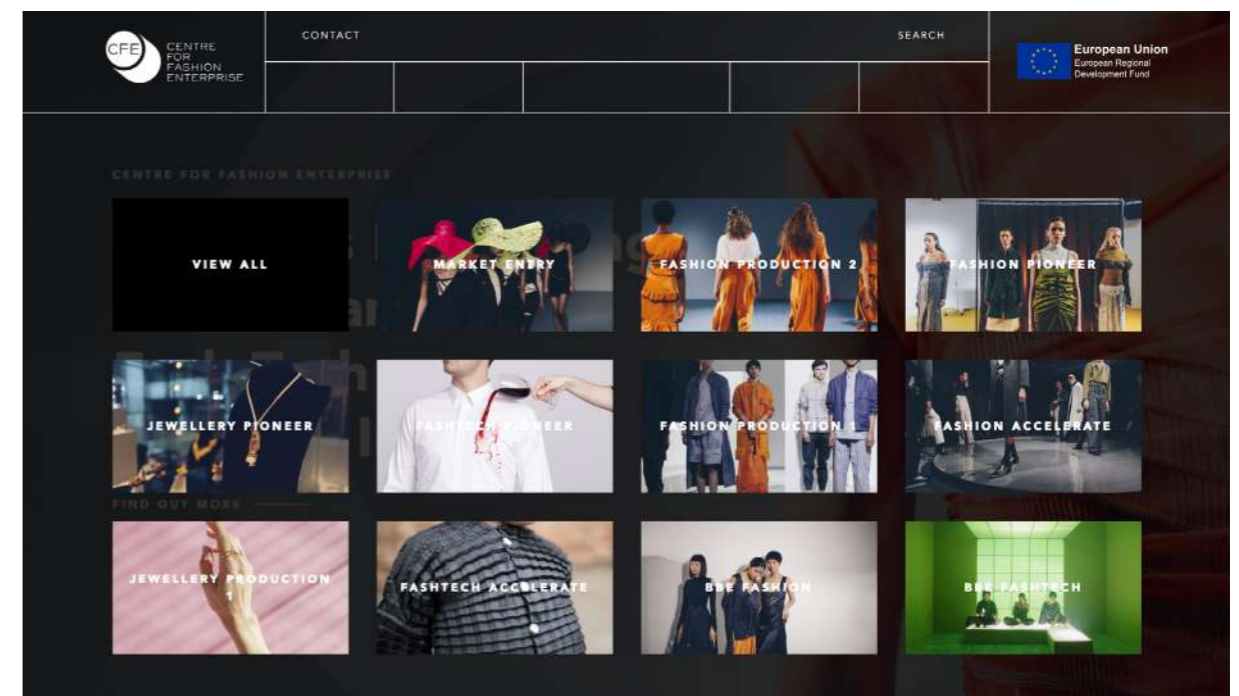 CFE
CENTRE
FOR
FASHION
ENTERPRISE
CONTACT
SEARCH
European Union
European Regional
Development Fund
CENTRE FOR FASHION ENTERPRISE
VIEW ALL
MARKET ENTRY
FASHION PRODUCTION 2
FASHION PIONEER
JEWELLERY PIONEER
FASHTECH PIONEER
FASHION PRODUCTION 1
FASHION ACCELERATE
FIND OUT MORE
JEWELLERY PRODUCTION
1
FASHTECH ACCELERATE
BBE FASHION
BBE FASHTECH